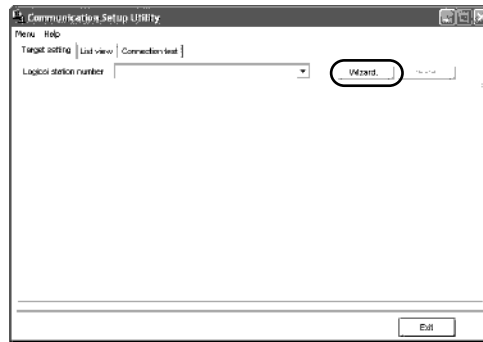 Communication Setup Utility
Menu Help
Target setting List view Connection test
Logical station number Wizard.
Exit